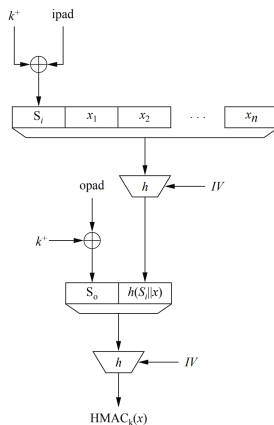 k⁺ ipad
Sᵢ x₁ x₂ . . . xₙ
h IV
opad
k⁺
Sₒ h(Sᵢ||x)
h IV
HMACₖ(x)